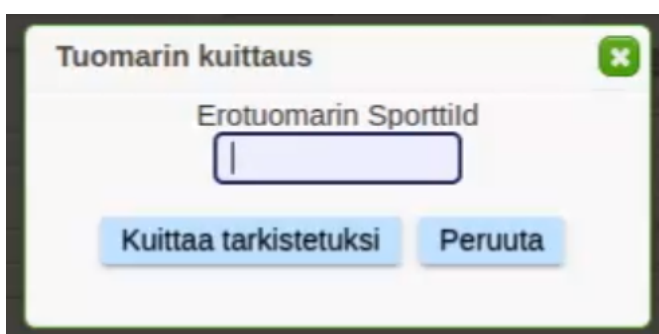 Tuomarin kuittaus
Erotuomarin SporttiId
Kuittaa tarkistetuksi
Peruuta